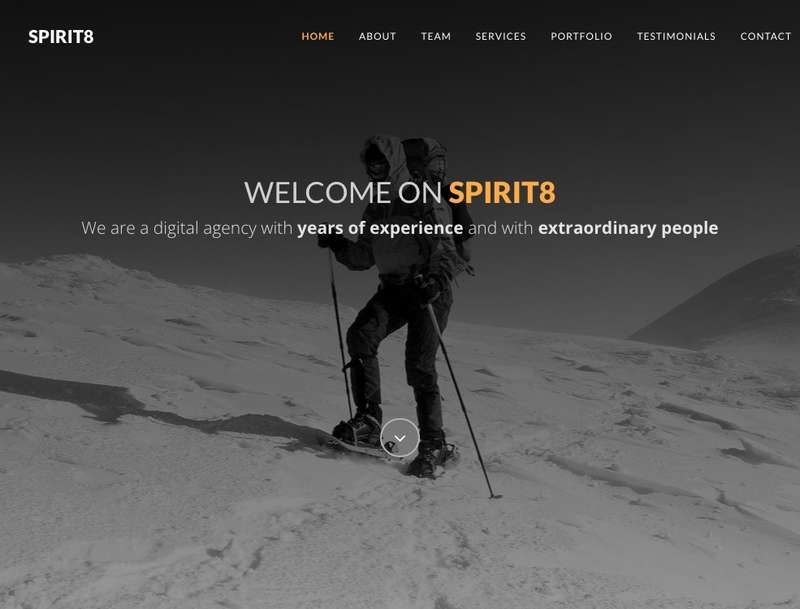 SPIRIT8
HOME ABOUT TEAM SERVICES PORTFOLIO TESTIMONIALS CONTACT
WELCOME ON SPIRIT8
We are a digital agency with years of experience and with extraordinary people